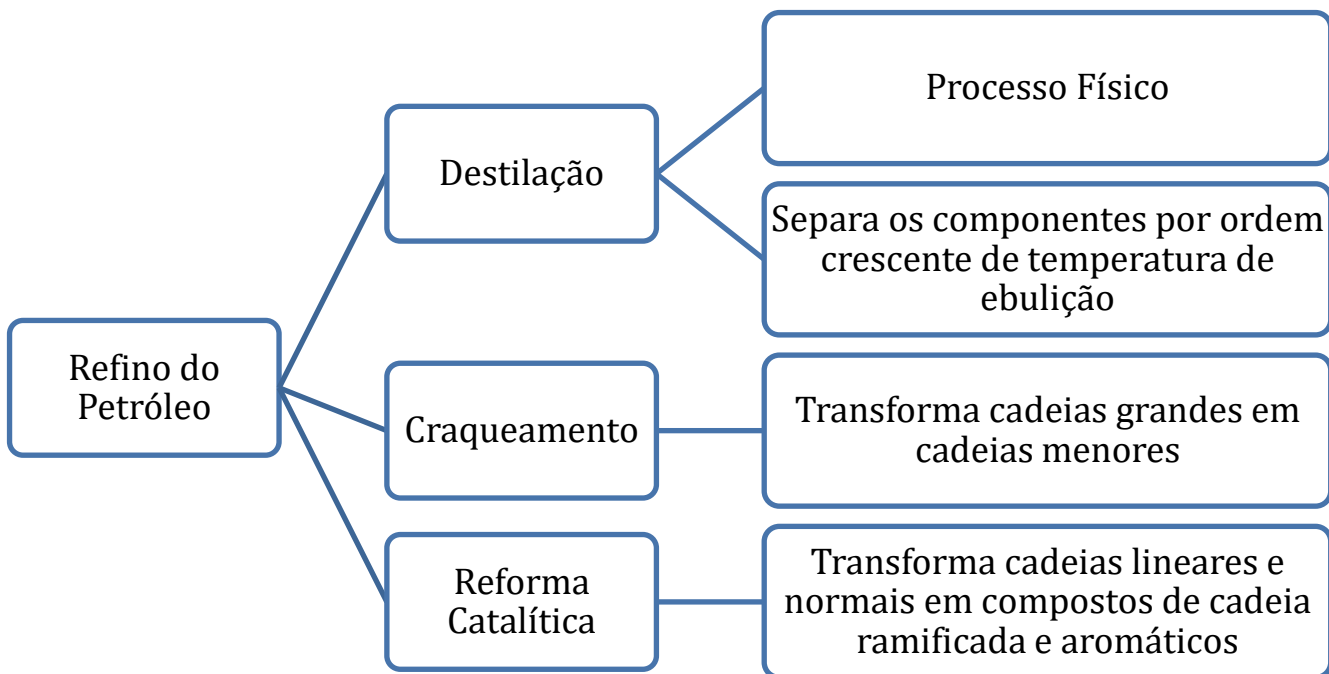 Refino do
Petróleo
Destilação
Processo Físico
Separa os componentes por ordem
crescente de temperatura de
ebulição
Craqueamento
Transforma cadeias grandes em
cadeias menores
Reforma
Catalítica
Transforma cadeias lineares e
normais em compostos de cadeia
ramificada e aromáticos